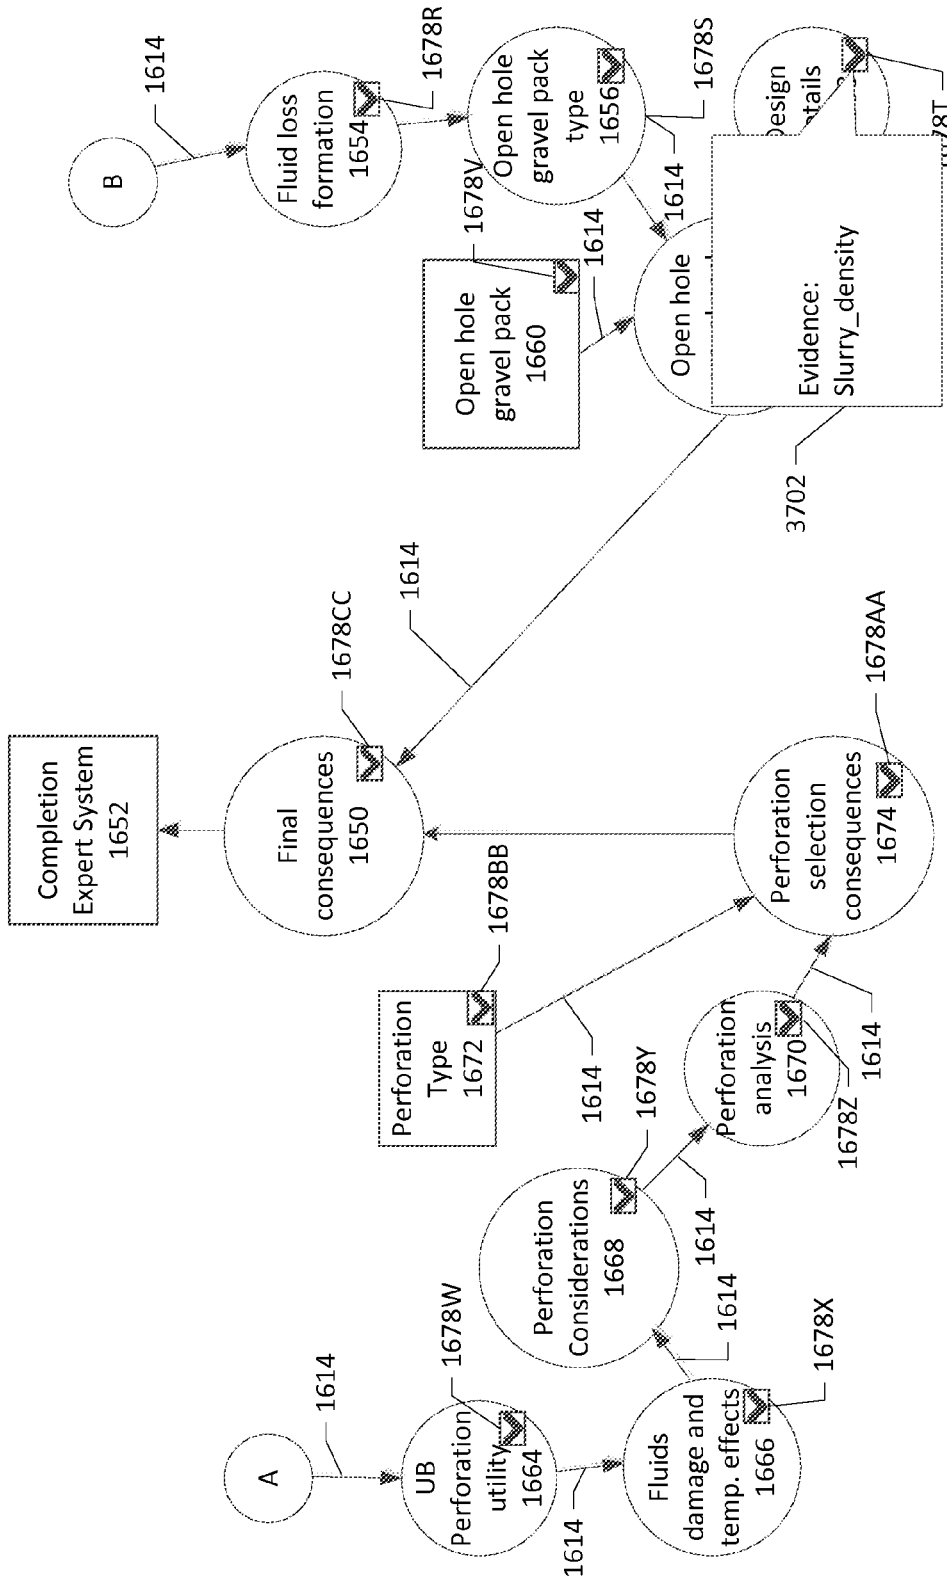 Completion
Expert System
1652
Final
consequences
1650
1678CC
1614
Perforation
Type
1672
1678BB
1614
Perforation
selection
consequences
1674
1678AA
Perforation
analysis
1670
1678Z
1614
Perforation
Considerations
1668
1678Y
1614
A
1614
UB
Perforation
utility
1664
1678W
1614
Fluids
damage and
temp. effects
1666
1678X
1614
B
1614
Fluid loss
formation
1654
1678R
Open hole
gravel pack
type
1656
1678S
1614
Open hole
gravel pack
1660
1678V
1614
Open hole
Design
Evidence:
Slurry_density
3702